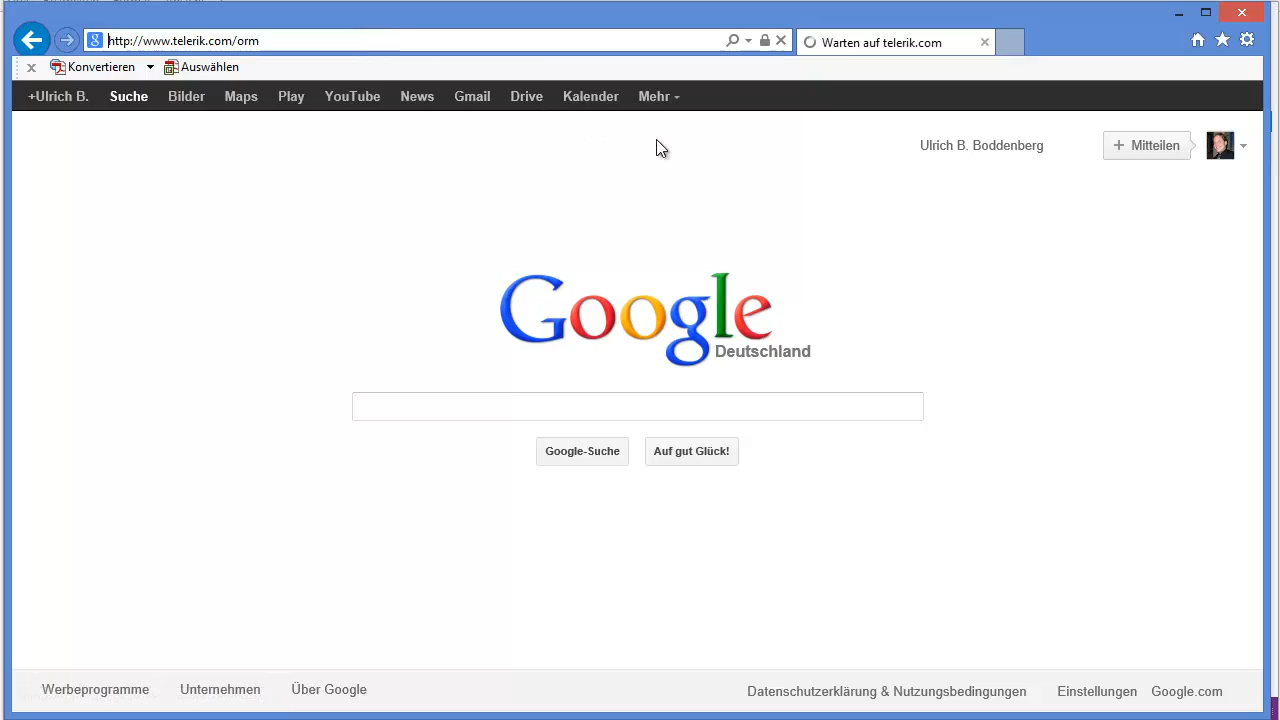 http://www.telerik.com/orm
Warten auf telerik.com
Konvertieren Auswählen
+Ulrich B. Suche Bilder Maps Play YouTube News Gmail Drive Kalender Mehr
Ulrich B. Boddenberg + Mitteilen
Google
Deutschland
Google-Suche Auf gut Glück!
Werbeprogramme Unternehmen Über Google Datenschutzerklärung & Nutzungsbedingungen Einstellungen Google.com